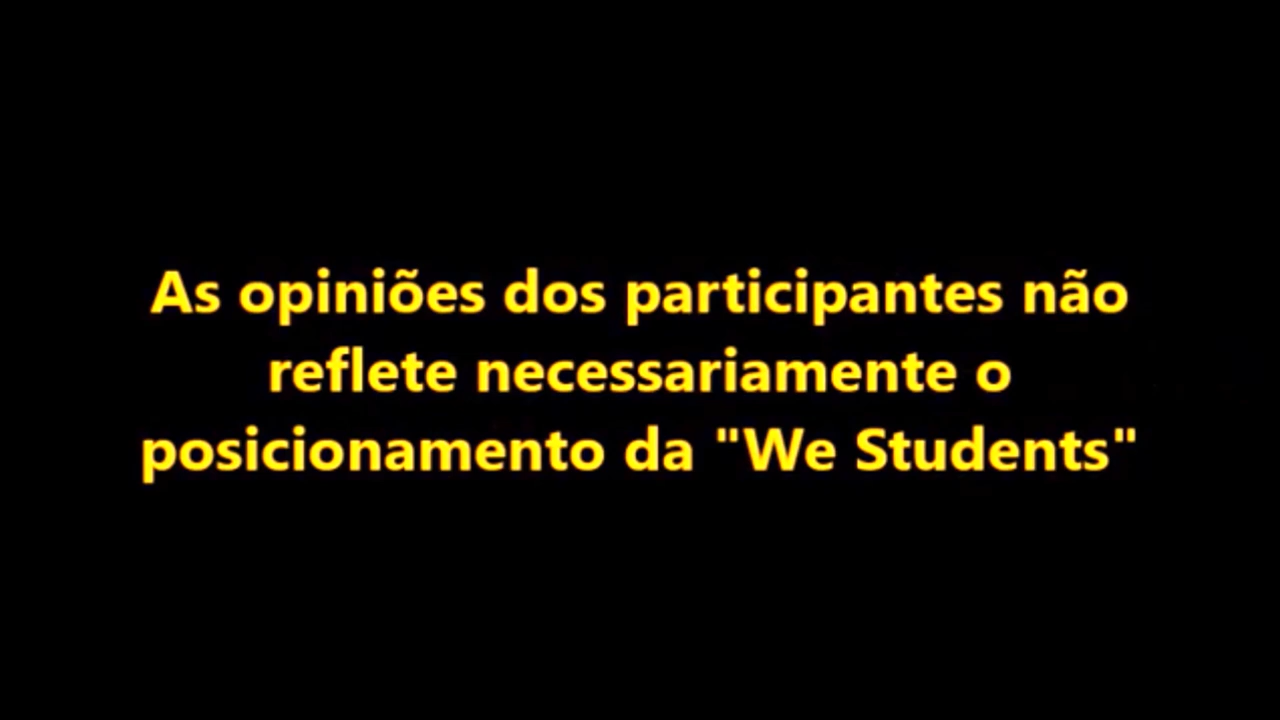 As opiniões dos participantes não
reflete necessariamente o
posicionamento da "We Students"